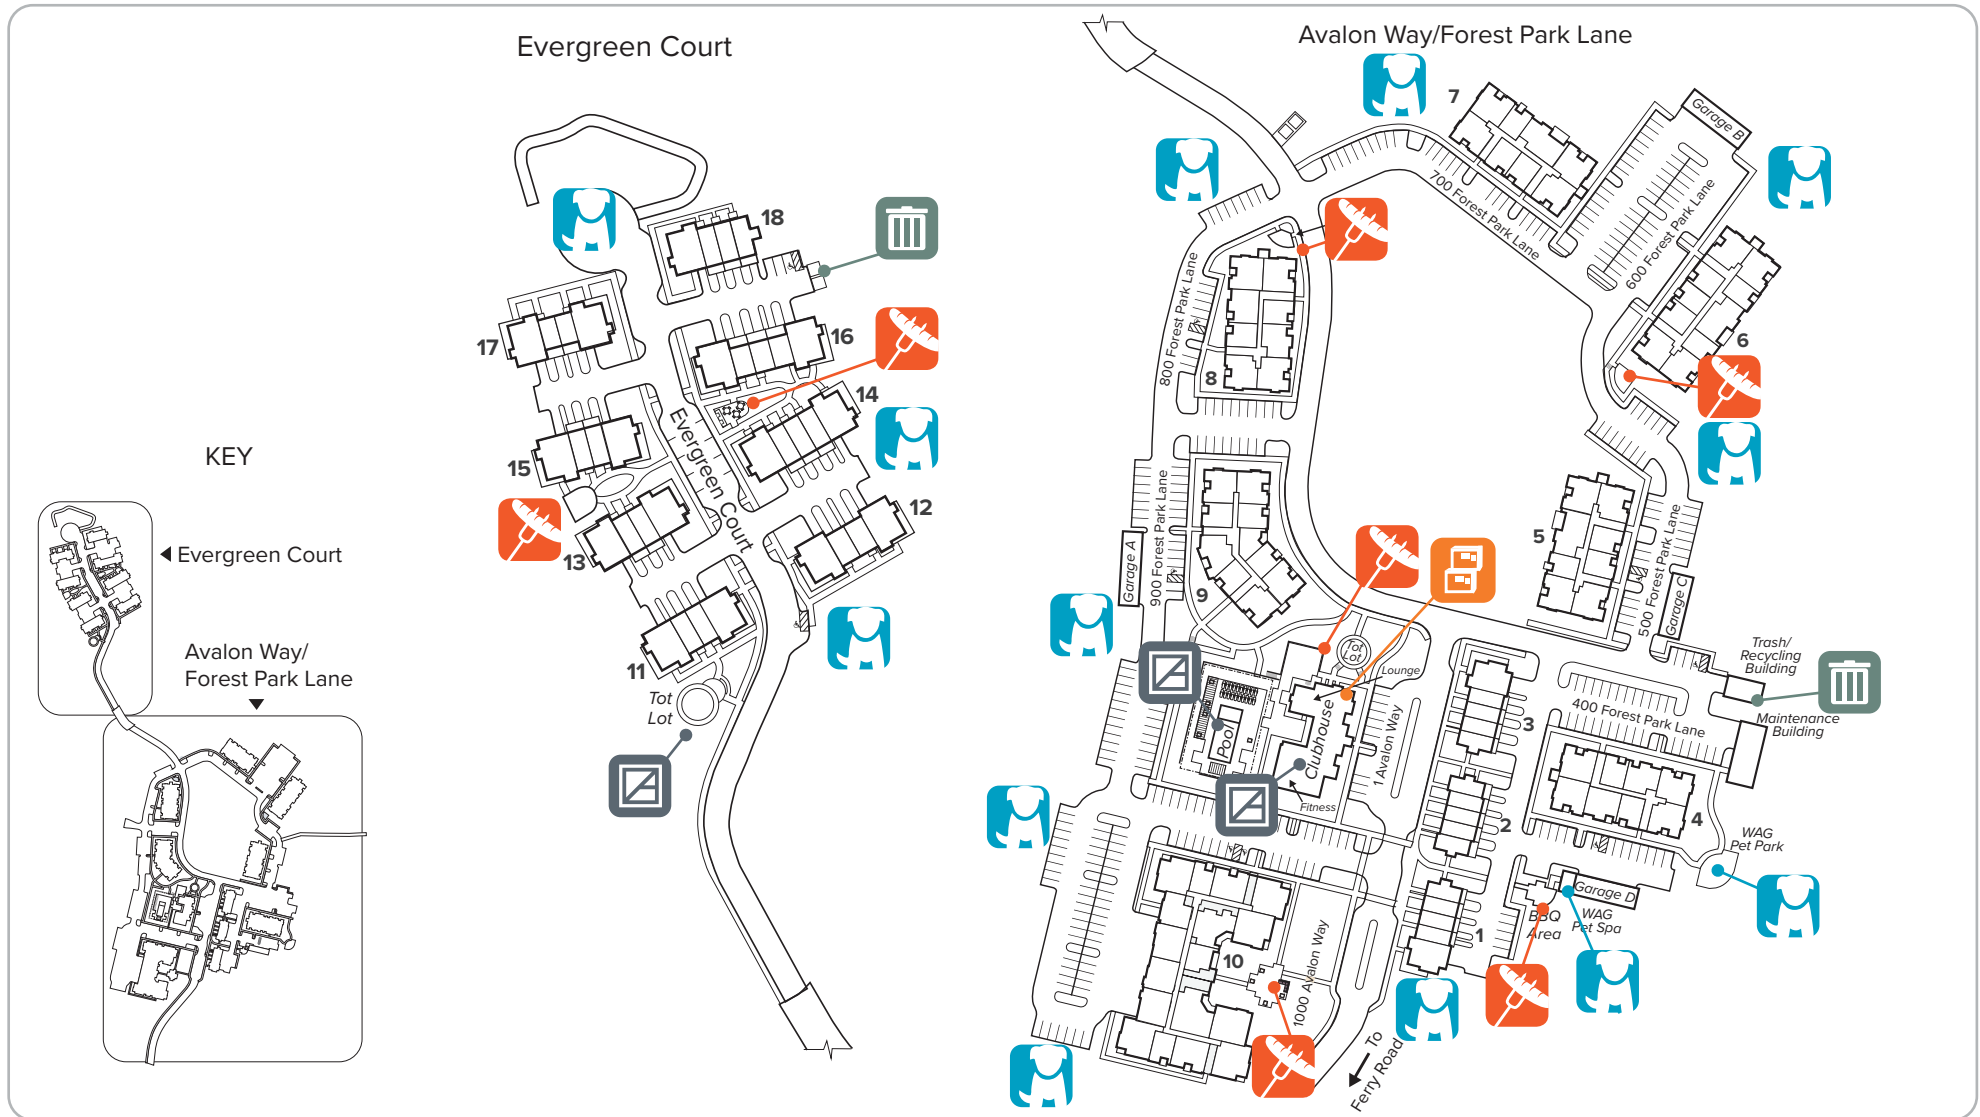 Evergreen Court
Avalon Way/Forest Park Lane
7
Garage B
700 Forest Park Lane
600 Forest Park Lane
6
18
17
16
14
15
Evergreen Court
12
13
11
Tot
Lot
800 Forest Park Lane
8
5
500 Forest Park Lane
Garage C
Garage A
900 Forest Park Lane
9
Tot
Lot
Lounge
Pool
Clubhouse
Fitness
1 Avalon Way
3
2
1
Trash/
Recycling
Building
400 Forest Park Lane
Maintenance
Building
4
WAG
Pet Park
Garage D
BBQ
Area
WAG
Pet Spa
10
1000 Avalon Way
To
Ferry Road
KEY
Evergreen Court
Avalon Way/
Forest Park Lane